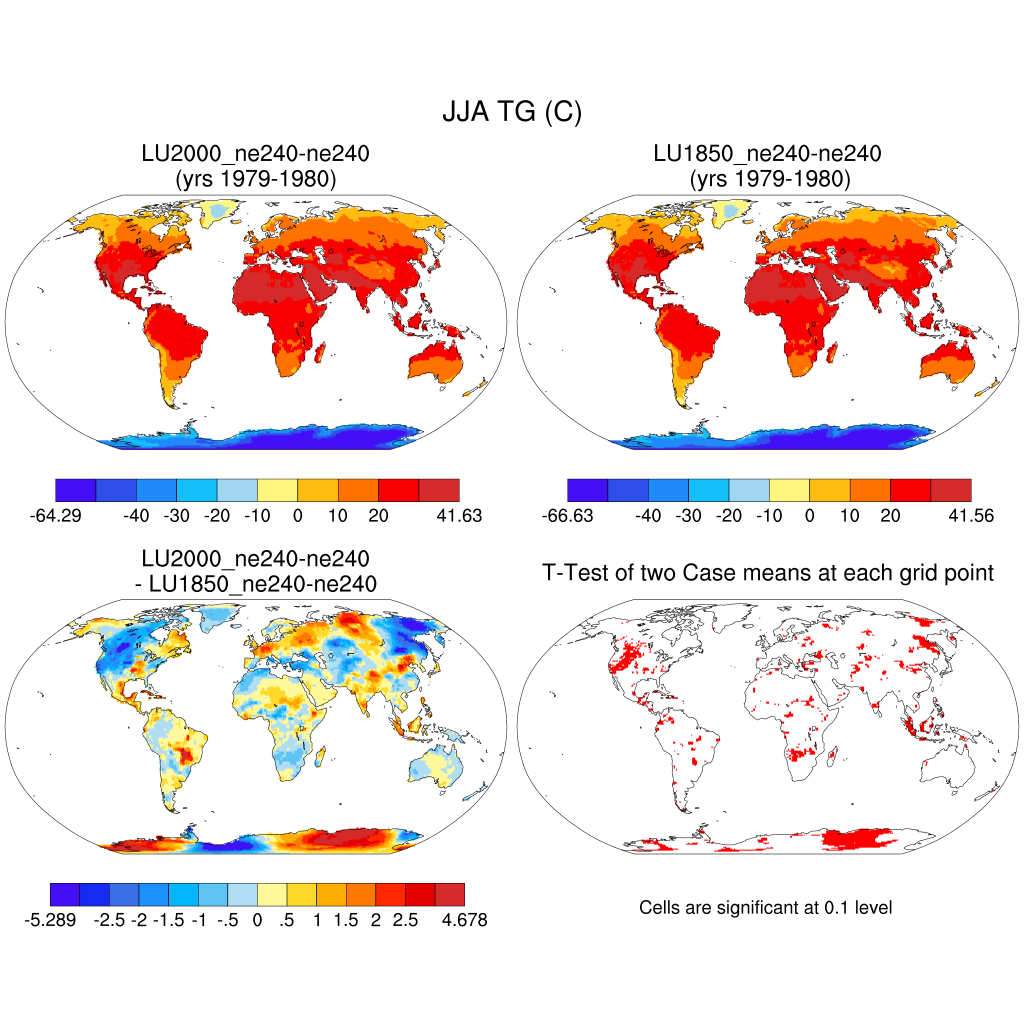 JJA TG (C)
LU2000_ne240-ne240
(yrs 1979-1980)
LU1850_ne240-ne240
(yrs 1979-1980)
-64.29 -40 -30 -20 -10 0 10 20 41.63
-66.63 -40 -30 -20 -10 0 10 20 41.56
LU2000_ne240-ne240
- LU1850_ne240-ne240
T-Test of two Case means at each grid point
-5.289 -2.5 -2 -1.5 -1 -.5 0 .5 1 1.5 2 2.5 4.678
Cells are significant at 0.1 level